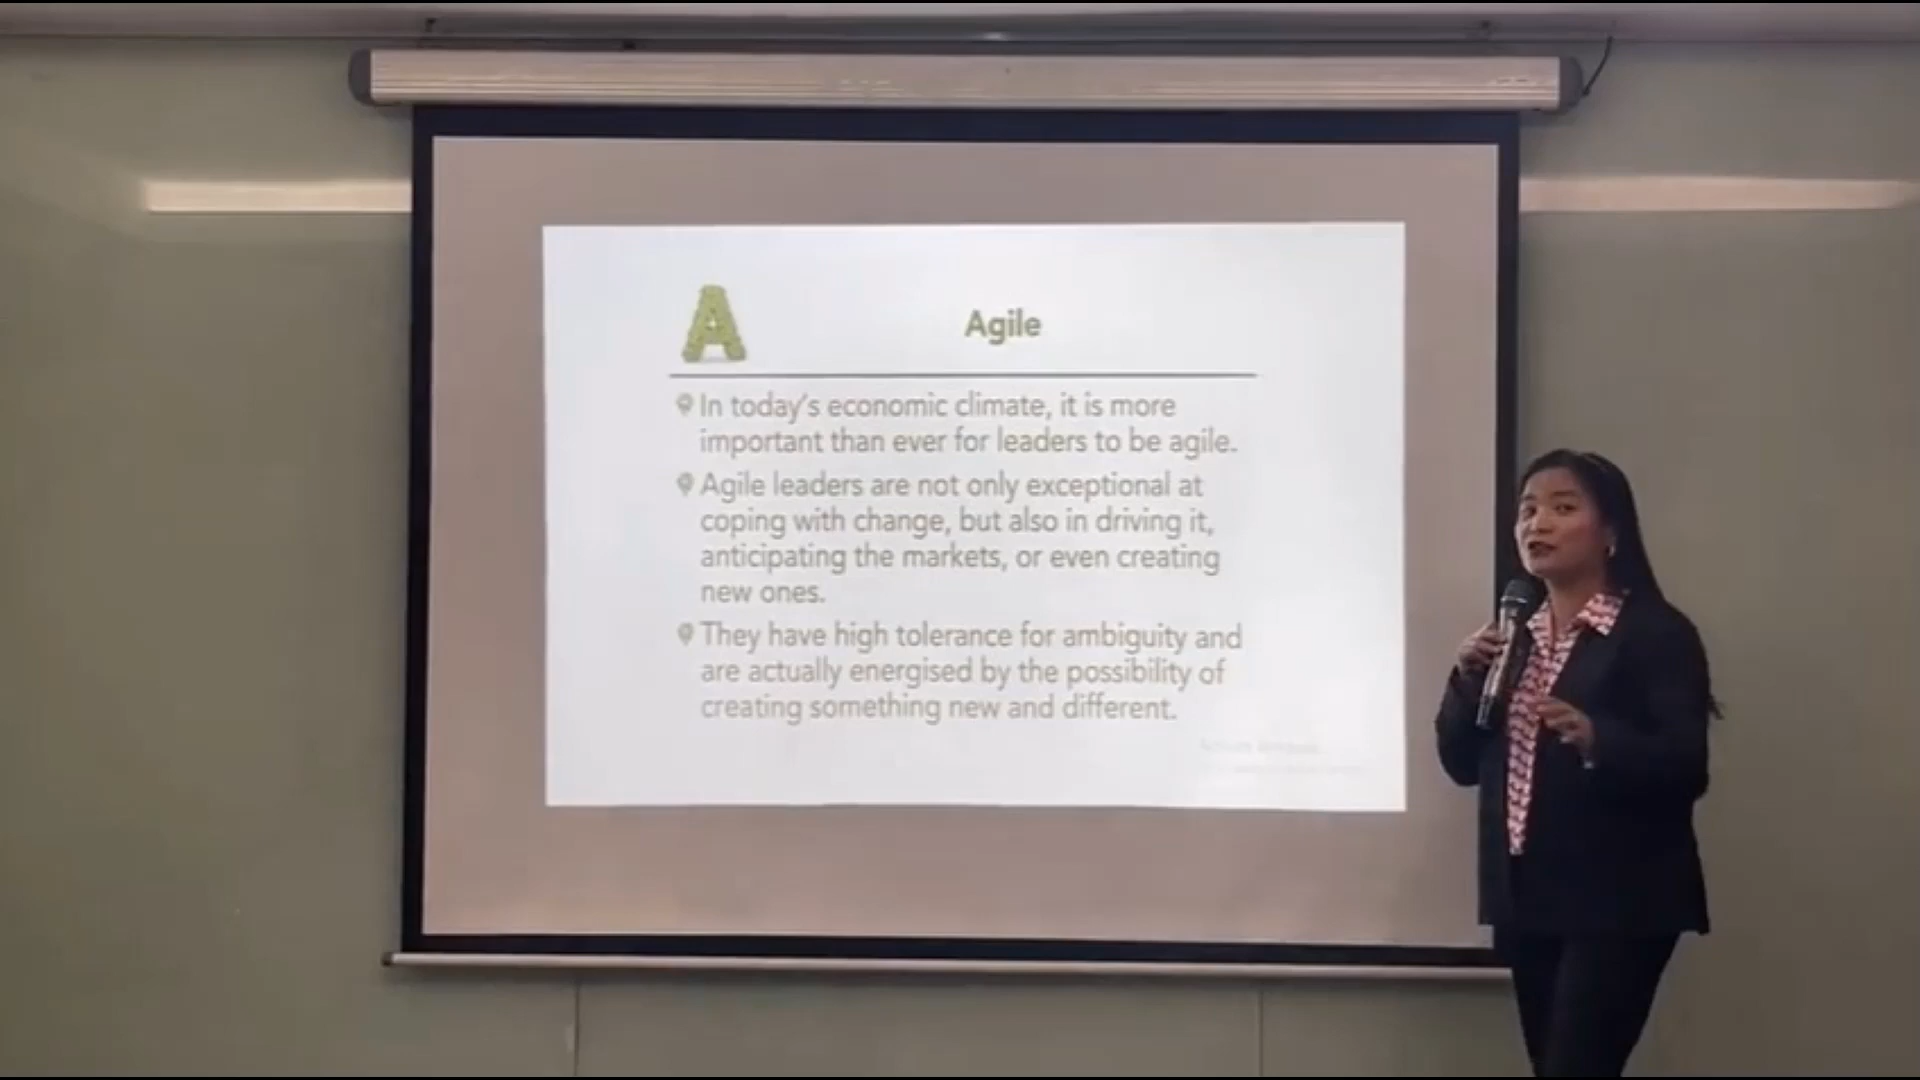 A
Agile
In today's economic climate, it is more
important than ever for leaders to be agile.
Agile leaders are not only exceptional at
coping with change, but also in driving it,
anticipating the markets, or even creating
new ones.
They have high tolerance for ambiguity and
are actually energised by the possibility of
creating something new and different.